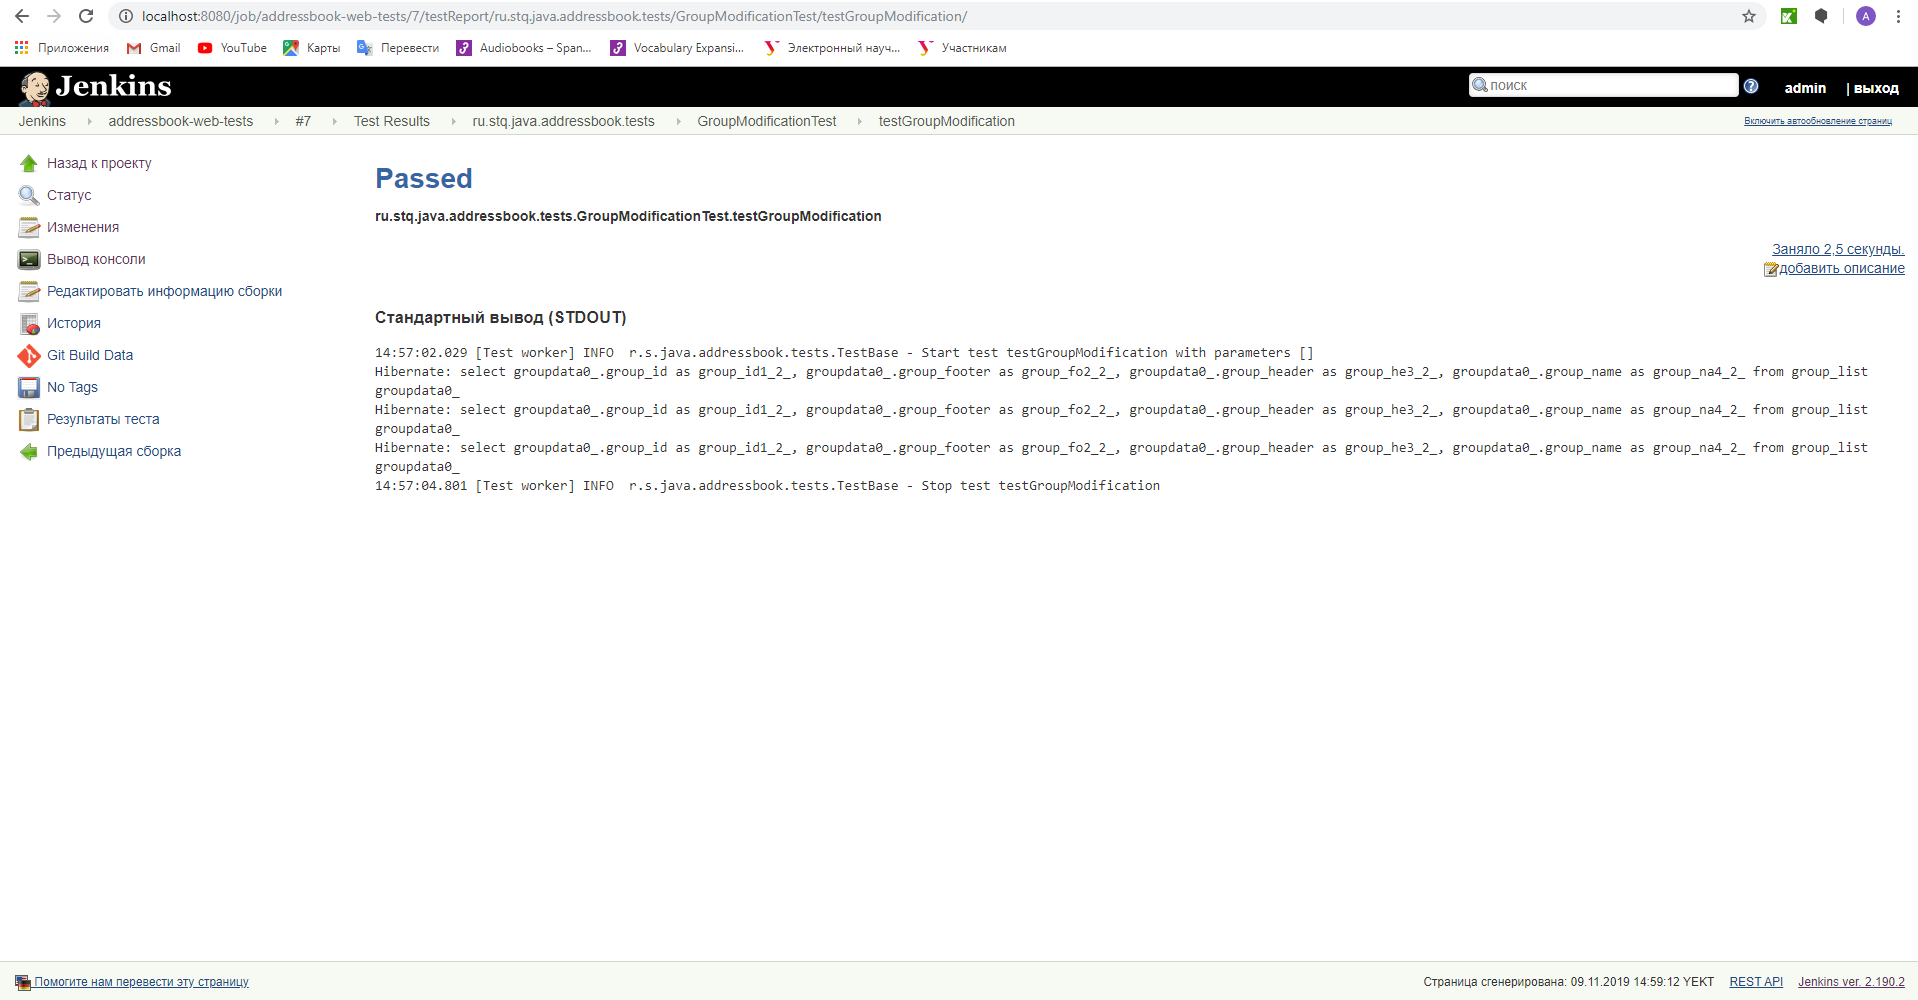 localhost:8080/job/addressbook-web-tests/7/testReport/ru.stq.java.addressbook.tests/GroupModificationTest/testGroupModification/
A
Приложения Gmail YouTube Карты Перевести Audiobooks – Span... Vocabulary Expansi... Электронный науч... Участникам
Jenkins поиск admin | выход
Jenkins addressbook-web-tests #7 Test Results ru.stq.java.addressbook.tests GroupModificationTest testGroupModification Включить автообновление страниц
Назад к проекту
Статус
Изменения
Вывод консоли
Редактировать информацию сборки
История
Git Build Data
No Tags
Результаты теста
Предыдущая сборка
Passed
ru.stq.java.addressbook.tests.GroupModificationTest.testGroupModification
Заняло 2,5 секунды.
добавить описание
Стандартный вывод (STDOUT)
14:57:02.029 [Test worker] INFO  r.s.java.addressbook.tests.TestBase - Start test testGroupModification with parameters []
Hibernate: select groupdata0_.group_id as group_id1_2_, groupdata0_.group_footer as group_fo2_2_, groupdata0_.group_header as group_he3_2_, groupdata0_.group_name as group_na4_2_ from group_list
groupdata0_
Hibernate: select groupdata0_.group_id as group_id1_2_, groupdata0_.group_footer as group_fo2_2_, groupdata0_.group_header as group_he3_2_, groupdata0_.group_name as group_na4_2_ from group_list
groupdata0_
Hibernate: select groupdata0_.group_id as group_id1_2_, groupdata0_.group_footer as group_fo2_2_, groupdata0_.group_header as group_he3_2_, groupdata0_.group_name as group_na4_2_ from group_list
groupdata0_
14:57:04.801 [Test worker] INFO  r.s.java.addressbook.tests.TestBase - Stop test testGroupModification
Помогите нам перевести эту страницу Страница сгенерирована: 09.11.2019 14:59:12 YEKT REST API Jenkins ver. 2.190.2